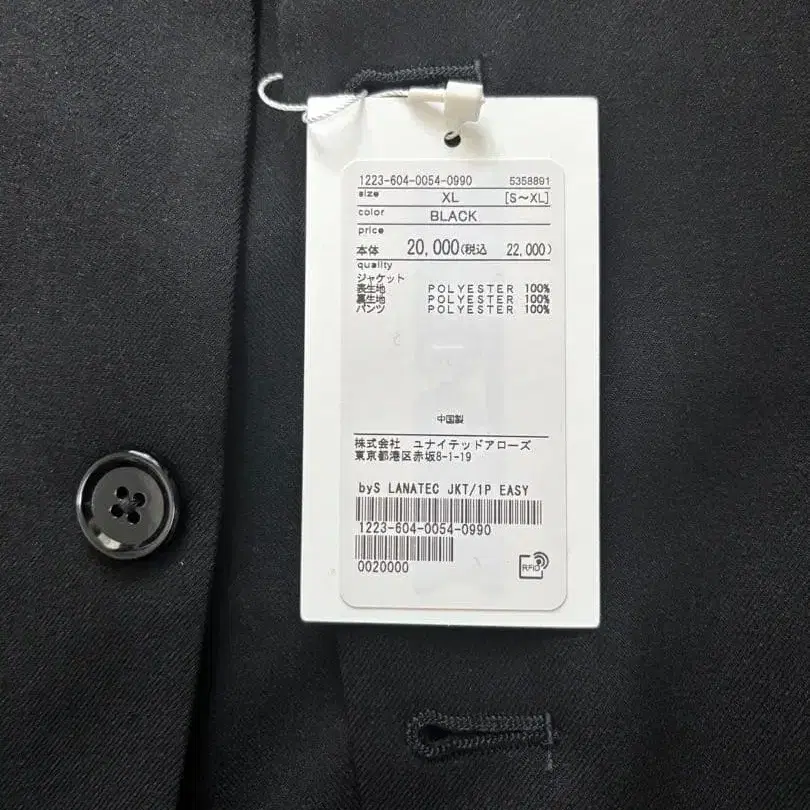 1223-604-0054-0990 5358891
size XL [S~XL]
color BLACK
price
本体 20,000(税込 22,000)
quality
ジャケット
表生地 POLYESTER 100%
裏生地 POLYESTER 100%
パンツ POLYESTER 100%
中国製
株式会社 ユナイテッドアローズ
東京都港区赤坂8-1-19
byS LANATEC JKT/1P EASY
1223-604-0054-0990
0020000
RFID